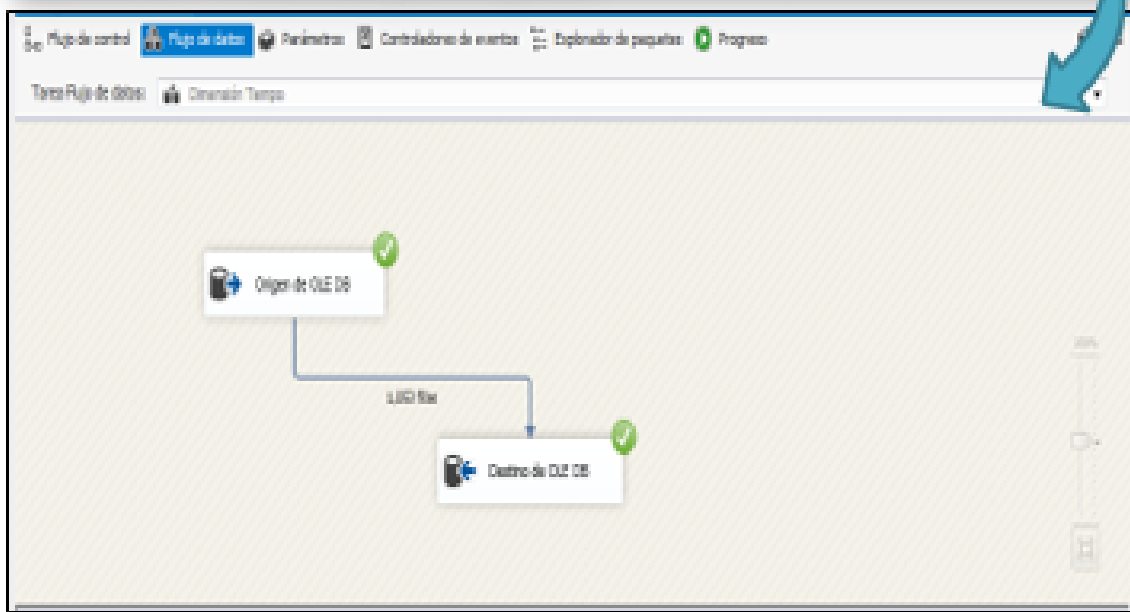 Flujo de control Flujo de datos Parámetros Controladores de eventos Explorador de paquetes Progreso
Tarea Flujo de datos: Dimensión Tiempo
Origen de OLE DB
filas
Destino de OLE DB